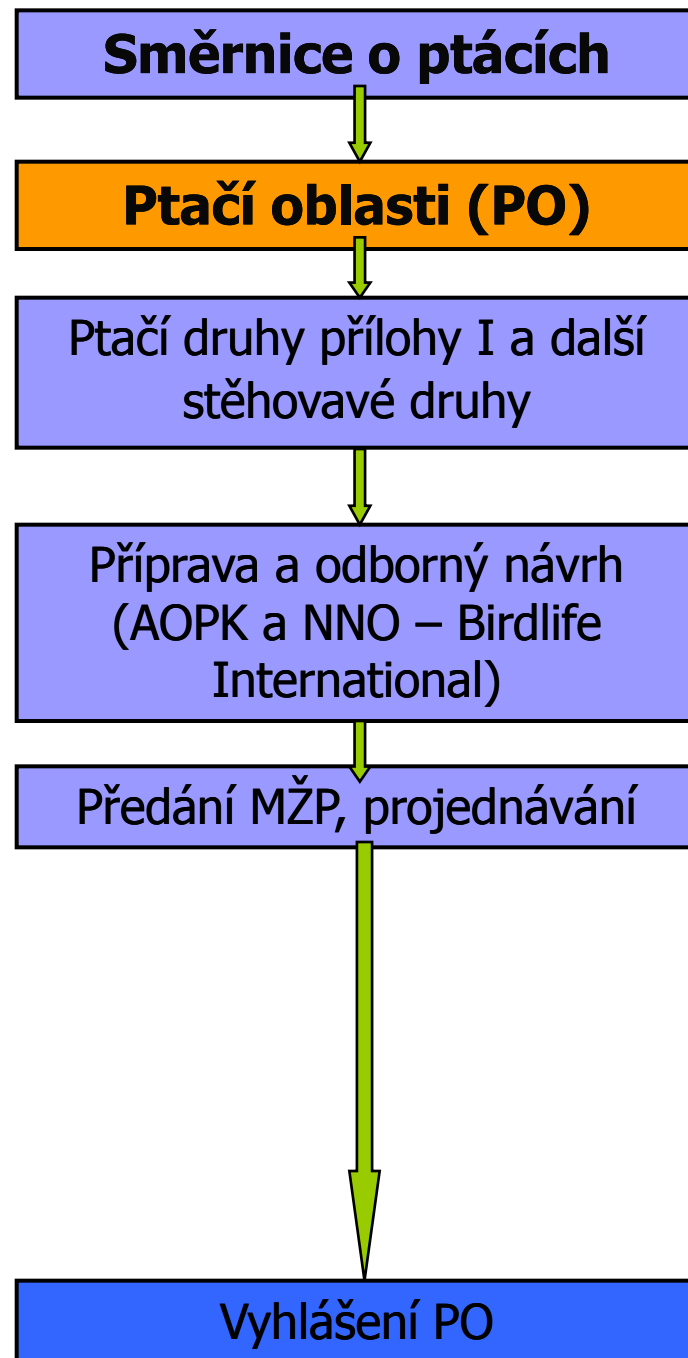 Směrnice o ptácích
Ptačí oblasti (PO)
Ptačí druhy přílohy I a další
stěhovavé druhy
Příprava a odborný návrh
(AOPK a NNO – Birdlife
International)
Předání MŽP, projednávání
Vyhlášení PO